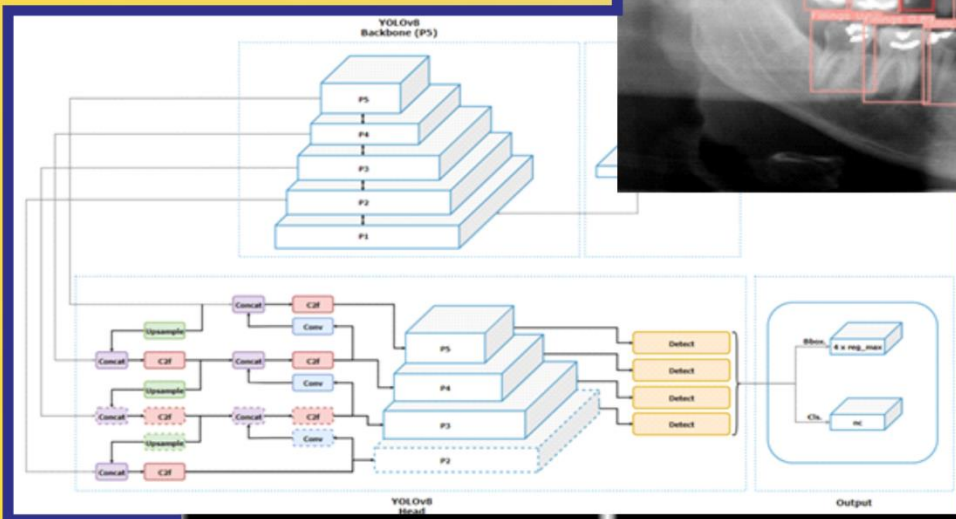 YOLOv8
Backbone (P5)
P5
P4
P3
P2
P1
Concat
C2f
Upsample
Conv
P5
Detect
Bbox.
4 x reg_max
Concat
C2f
Concat
C2f
Detect
Upsample
Conv
P4
Detect
Concat
C2f
Concat
C2f
P3
Detect
Cls.
nc
Upsample
Conv
P2
Concat
C2f
YOLOv8
Head
Output